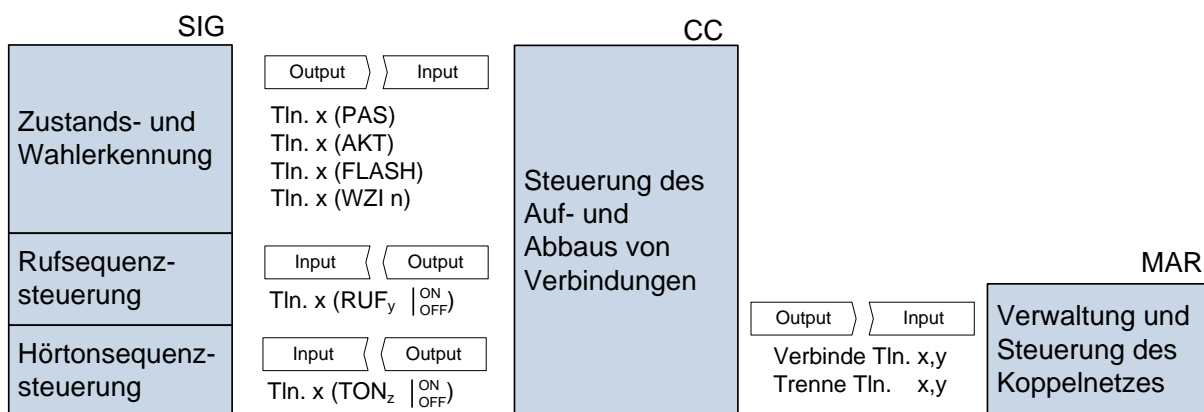 SIG
Zustands- und
Wahlerkennung
Output Input
Tln. x (PAS)
Tln. x (AKT)
Tln. x (FLASH)
Tln. x (WZI n)
Rufsequenz-
steuerung
Input Output
Tln. x (RUFy |ON OFF)
Hörtonsequenz-
steuerung
Input Output
Tln. x (TONz |ON OFF)
CC
Steuerung des
Auf- und
Abbaus von
Verbindungen
Output Input
Verbinde Tln. x,y
Trenne Tln. x,y
MAR
Verwaltung und
Steuerung des
Koppelnetzes